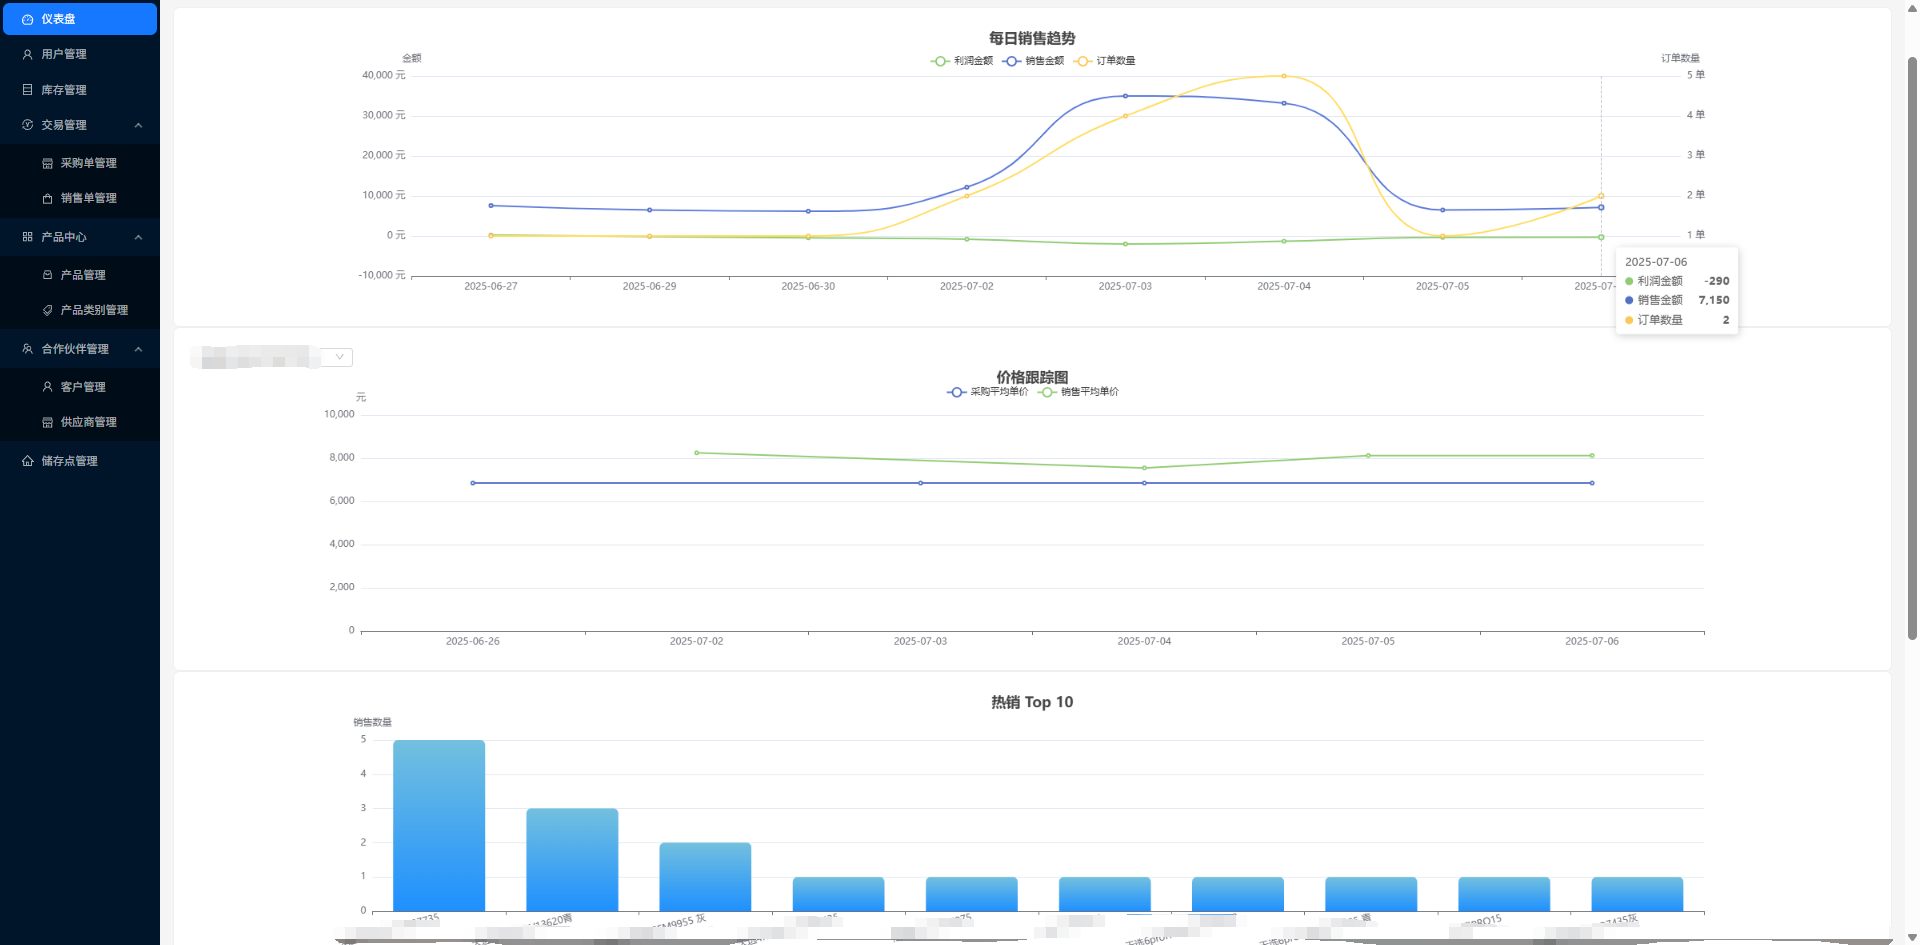 仪表盘
用户管理
库存管理
交易管理
采购单管理
销售单管理
产品中心
产品管理
产品类别管理
合作伙伴管理
客户管理
供应商管理
储存点管理
每日销售趋势
利润金额 销售金额 订单数量
金额
订单数量
40,000 元
30,000 元
20,000 元
10,000 元
0 元
-10,000 元
5 单
4 单
3 单
2 单
1 单
2025-06-27 2025-06-29 2025-06-30 2025-07-02 2025-07-03 2025-07-04 2025-07-05 2025-07-
2025-07-06
利润金额 -290
销售金额 7,150
订单数量 2
价格跟踪图
采购平均单价 销售平均单价
元
10,000
8,000
6,000
4,000
2,000
0
2025-06-26 2025-07-02 2025-07-03 2025-07-04 2025-07-05 2025-07-06
热销 Top 10
销售数量
5
4
3
2
1
0